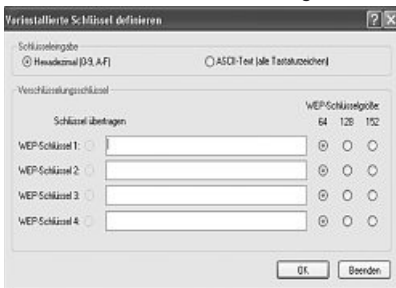 Vorinstallierte Schlüssel definieren
Schlüsseleingabe
Hexadezimal (0-9, A-F) ASCII-Text (alle Tastaturzeichen)
Verschlüsselungsschlüssel
WEP-Schlüsselgröße:
Schlüssel übertragen 64 128 152
WEP-Schlüssel 1:
WEP-Schlüssel 2:
WEP-Schlüssel 3:
WEP-Schlüssel 4:
OK Beenden